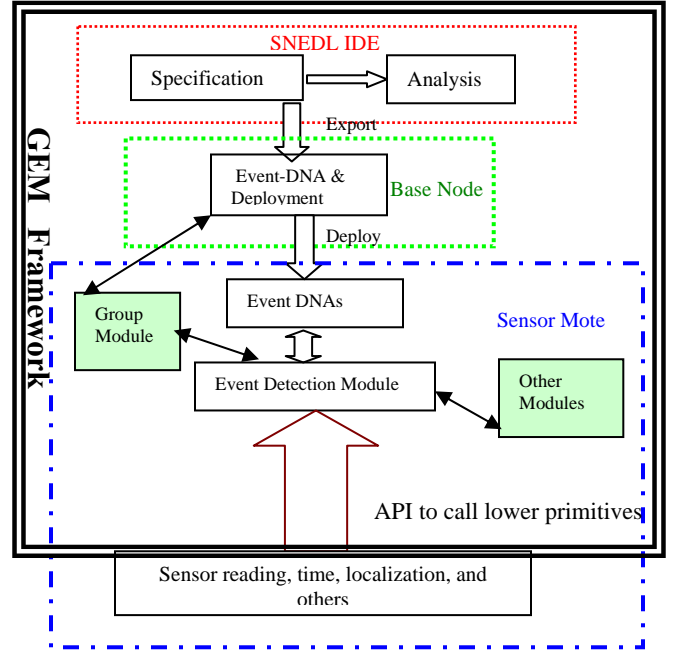 SNEDL IDE
Specification
Analysis
Export
GEM Framework
Event-DNA &
Deployment
Base Node
Deploy
Event DNAs
Group
Module
Sensor Mote
Event Detection Module
Other
Modules
API to call lower primitives
Sensor reading, time, localization, and
others